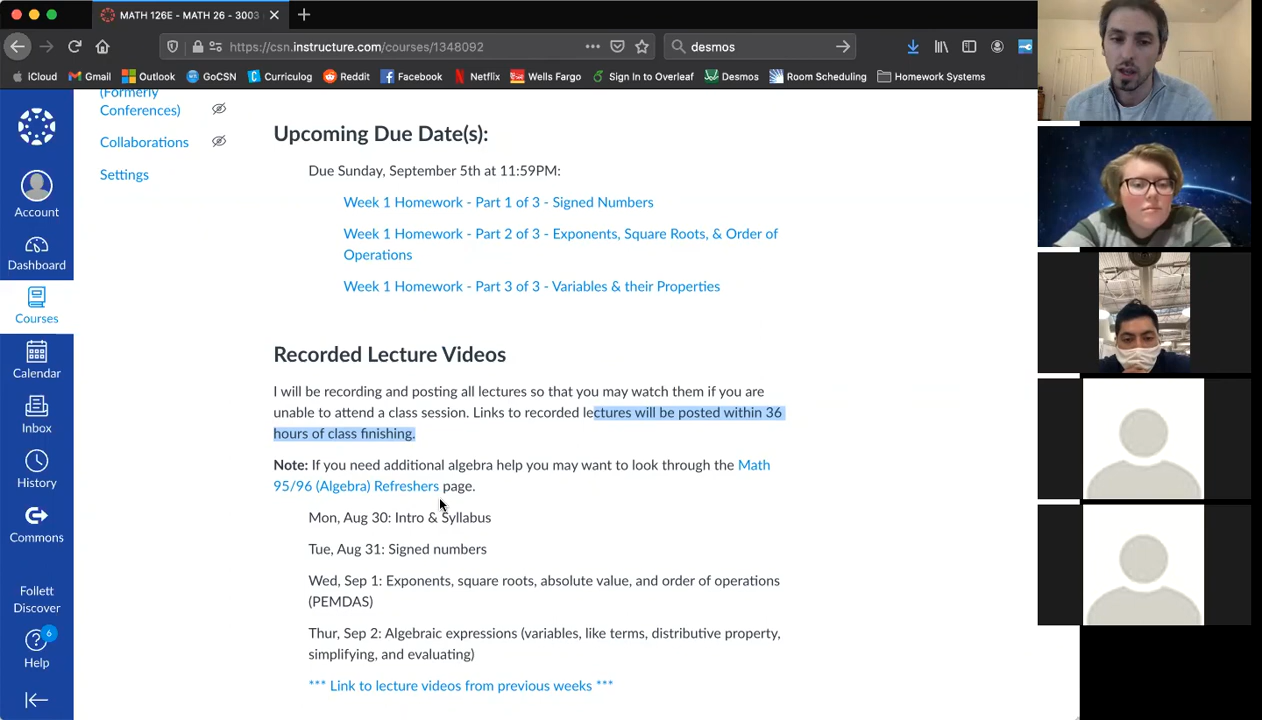 MATH 126E - MATH 26 - 3003
https://csn.instructure.com/courses/1348092
desmos
iCloud Gmail Outlook GoCSN Curriculog Reddit Facebook Netflix Wells Fargo Sign In to Overleaf Desmos Room Scheduling Homework Systems
Account
Dashboard
Courses
Calendar
Inbox
History
Commons
Follett
Discover
6
Help
(Formerly
Conferences)
Collaborations
Settings
Upcoming Due Date(s):
Due Sunday, September 5th at 11:59PM:
Week 1 Homework - Part 1 of 3 - Signed Numbers
Week 1 Homework - Part 2 of 3 - Exponents, Square Roots, & Order of
Operations
Week 1 Homework - Part 3 of 3 - Variables & their Properties
Recorded Lecture Videos
I will be recording and posting all lectures so that you may watch them if you are
unable to attend a class session. Links to recorded lectures will be posted within 36
hours of class finishing.
Note: If you need additional algebra help you may want to look through the Math
95/96 (Algebra) Refreshers page.
Mon, Aug 30: Intro & Syllabus
Tue, Aug 31: Signed numbers
Wed, Sep 1: Exponents, square roots, absolute value, and order of operations
(PEMDAS)
Thur, Sep 2: Algebraic expressions (variables, like terms, distributive property,
simplifying, and evaluating)
*** Link to lecture videos from previous weeks ***